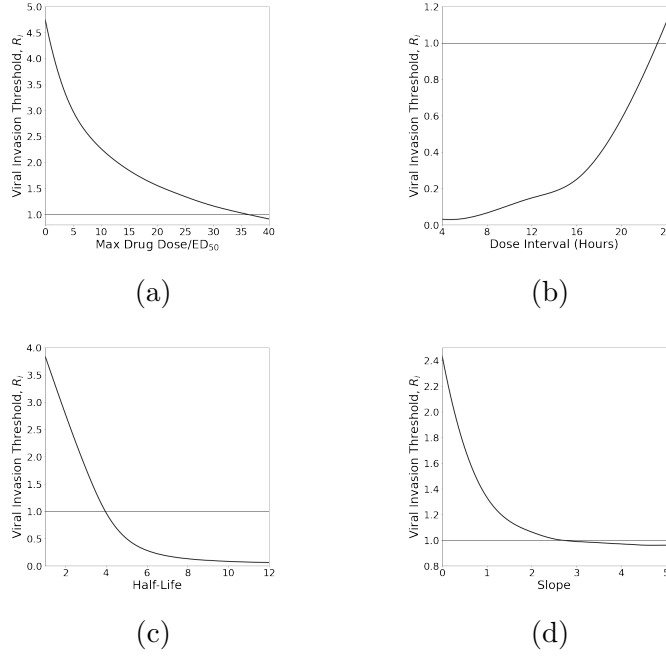 5.0
4.5
4.0
3.5
3.0
2.5
2.0
1.5
1.0
0 5 10 15 20 25 30 35 40
Viral Invasion Threshold, Ri
Max Drug Dose/ED50
(a)
1.2
1.0
0.8
0.6
0.4
0.2
0.0
4 8 12 16 20 24
Viral Invasion Threshold, Ri
Dose Interval (Hours)
(b)
4.0
3.5
3.0
2.5
2.0
1.5
1.0
0.5
0.0
2 4 6 8 10 12
Viral Invasion Threshold, Ri
Half-Life
(c)
2.4
2.2
2.0
1.8
1.6
1.4
1.2
1.0
0.8
0 1 2 3 4 5
Viral Invasion Threshold, Ri
Slope
(d)